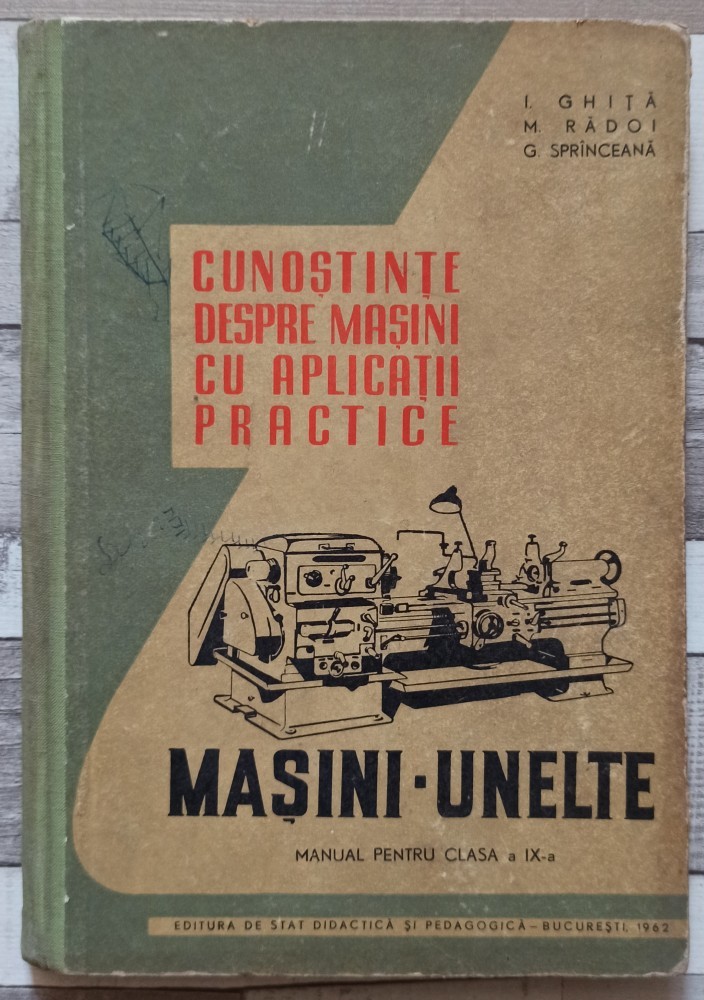 I. GHIȚĂ
M. RĂDOI
G. SPRÎNCEANĂ
CUNOȘTINȚE
DESPRE MAȘINI
CU APLICAȚII
PRACTICE
MAȘINI·UNELTE
MANUAL PENTRU CLASA a IX-a
EDITURA DE STAT DIDACTICĂ ȘI PEDAGOGICĂ – BUCUREȘTI, 1962